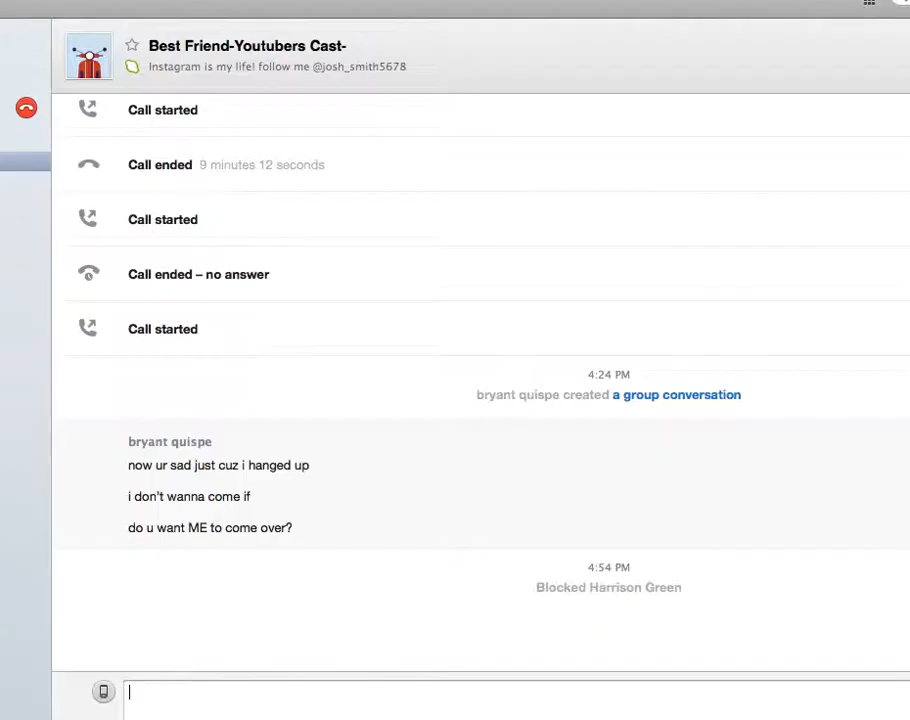 Best Friend-Youtubers Cast-
Instagram is my life! follow me @josh_smith5678
Call started
Call ended 9 minutes 12 seconds
Call started
Call ended – no answer
Call started
4:24 PM
bryant quispe created a group conversation
bryant quispe
now ur sad just cuz i hanged up
i don't wanna come if
do u want ME to come over?
4:54 PM
Blocked Harrison Green